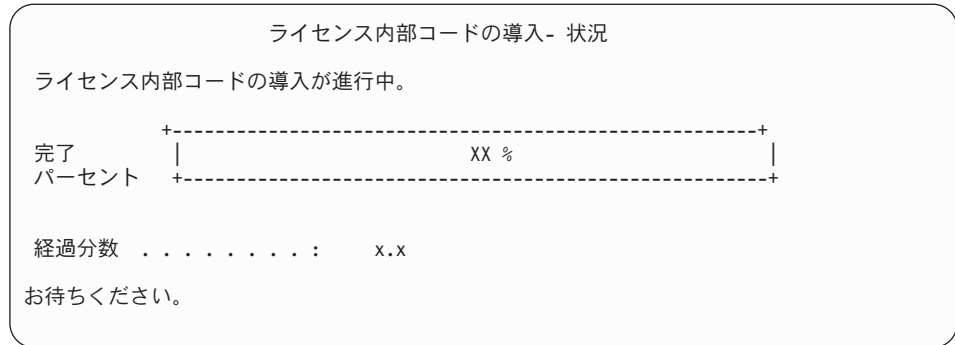 ライセンス内部コードの導入- 状況
ライセンス内部コードの導入が進行中。
+------------------------------------------------------+
完了 | XX % |
パーセント +------------------------------------------------------+
経過分数 . . . . . . . . : x.x
お待ちください。